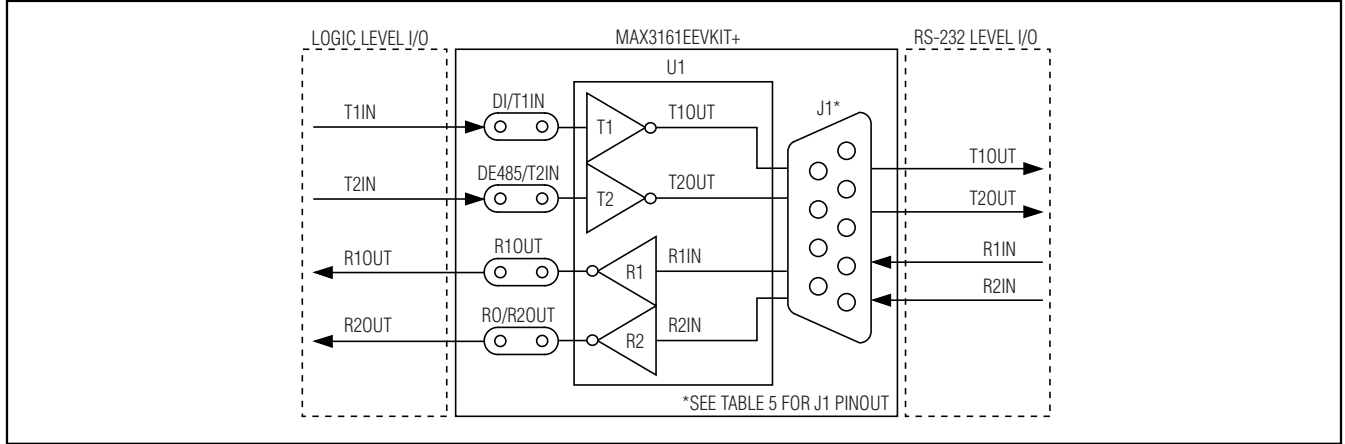 LOGIC LEVEL I/O
MAX3161EEVKIT+
RS-232 LEVEL I/O
U1
J1*
T1IN
DI/T1IN
T1
T1OUT
T1OUT
T2IN
DE485/T2IN
T2
T2OUT
T2OUT
R1OUT
R1OUT
R1
R1IN
R1IN
R2OUT
RO/R2OUT
R2
R2IN
R2IN
*SEE TABLE 5 FOR J1 PINOUT